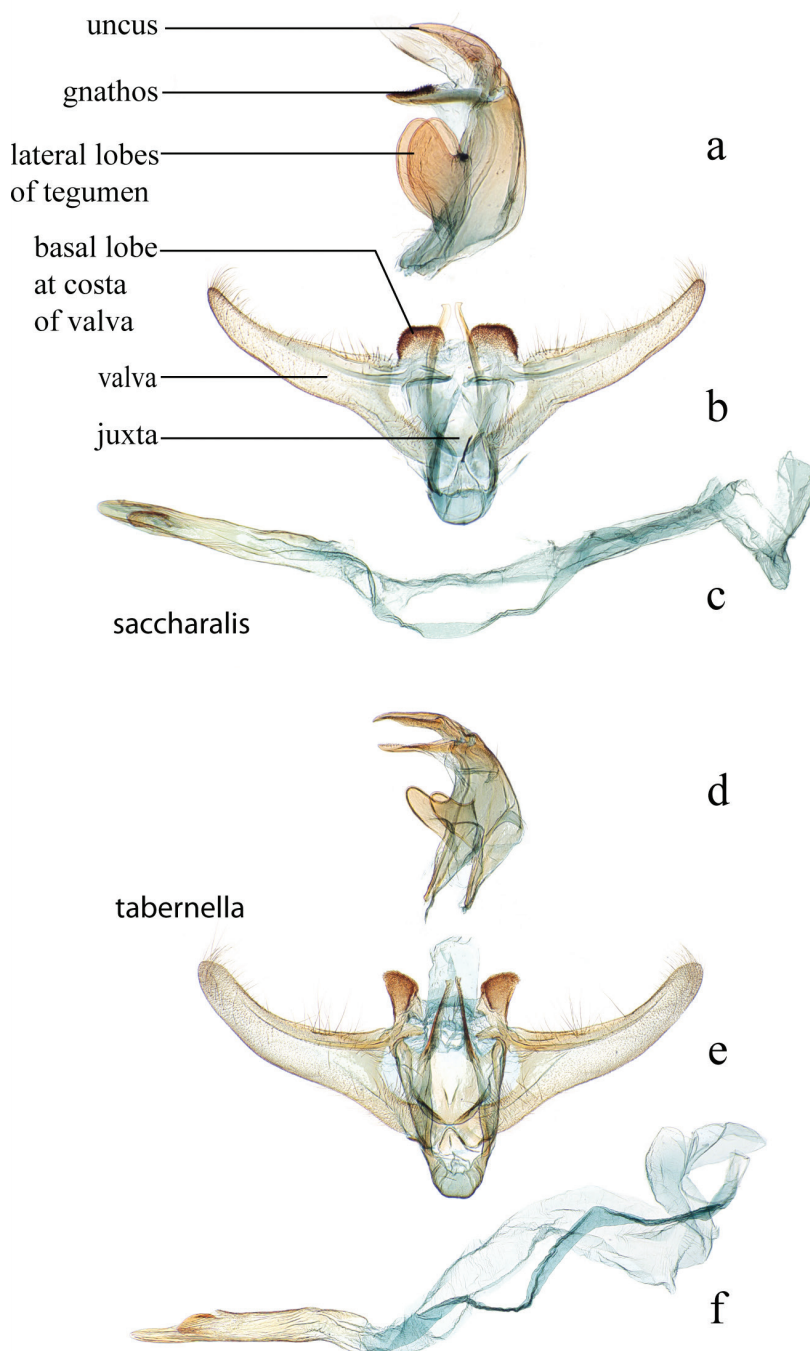 uncus
gnathos
a
lateral lobes
of tegumen
basal lobe
at costa
of valva
valva
b
juxta
c
saccharalis
d
tabernella
e
f